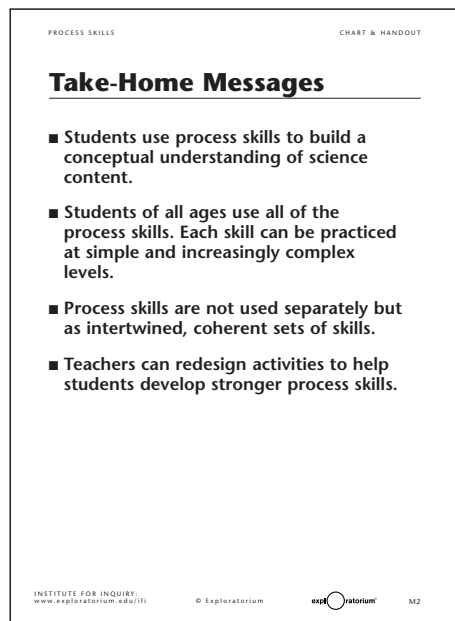 PROCESS SKILLS
CHART & HANDOUT
Take-Home Messages
■ Students use process skills to build a
conceptual understanding of science
content.
■ Students of all ages use all of the
process skills. Each skill can be practiced
at simple and increasingly complex
levels.
■ Process skills are not used separately but
as intertwined, coherent sets of skills.
■ Teachers can redesign activities to help
students develop stronger process skills.
INSTITUTE FOR INQUIRY:
www.exploratorium.edu/ifi
© Exploratorium
exploratorium®
M2